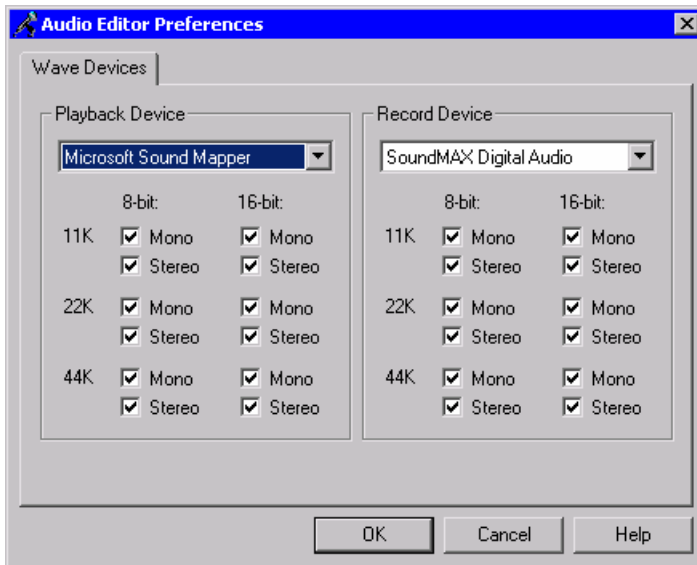 Audio Editor Preferences
Wave Devices
Playback Device
Microsoft Sound Mapper
8-bit: 16-bit:
11K Mono Mono
Stereo Stereo
22K Mono Mono
Stereo Stereo
44K Mono Mono
Stereo Stereo
Record Device
SoundMAX Digital Audio
8-bit: 16-bit:
11K Mono Mono
Stereo Stereo
22K Mono Mono
Stereo Stereo
44K Mono Mono
Stereo Stereo
OK Cancel Help